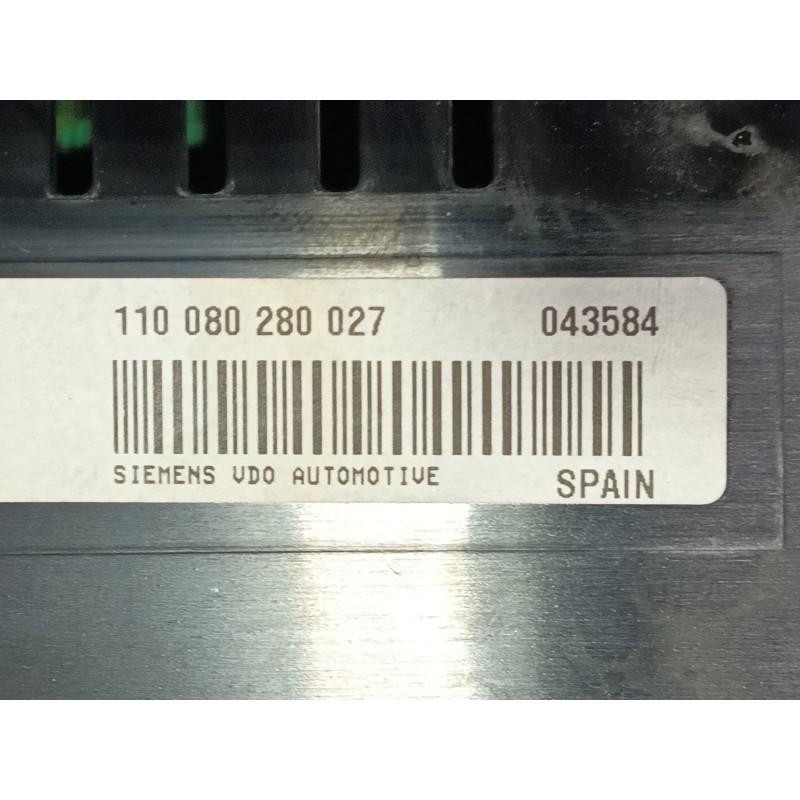 110 080 280 027 043584
SIEMENS VDO AUTOMOTIVE SPAIN